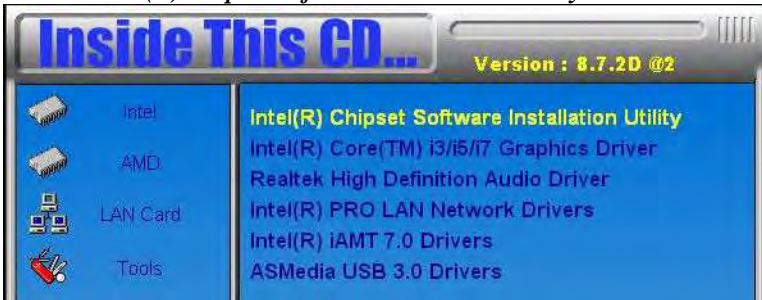 Inside This CD...
Version : 8.7.2D @2
Intel
AMD
LAN Card
Tools
Intel(R) Chipset Software Installation Utility
Intel(R) Core(TM) i3/i5/i7 Graphics Driver
Realtek High Definition Audio Driver
Intel(R) PRO LAN Network Drivers
Intel(R) iAMT 7.0 Drivers
ASMedia USB 3.0 Drivers